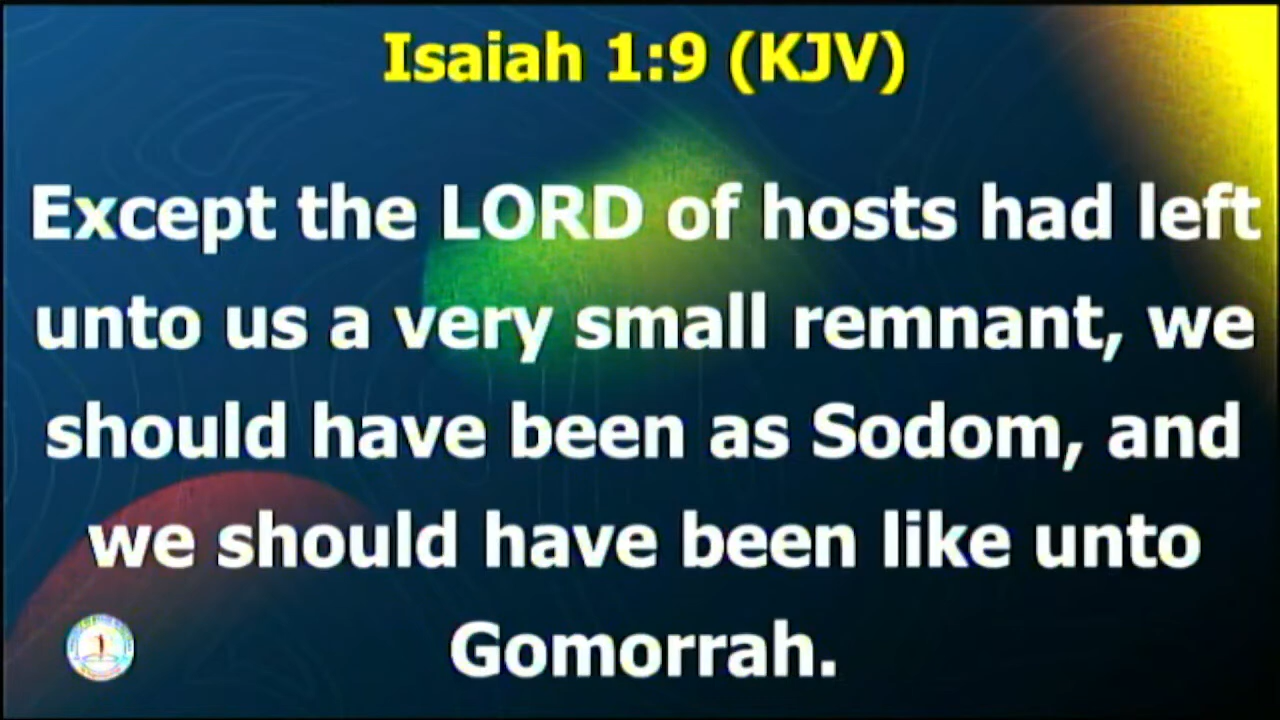 Isaiah 1:9 (KJV)
Except the LORD of hosts had left
unto us a very small remnant, we
should have been as Sodom, and
we should have been like unto
Gomorrah.